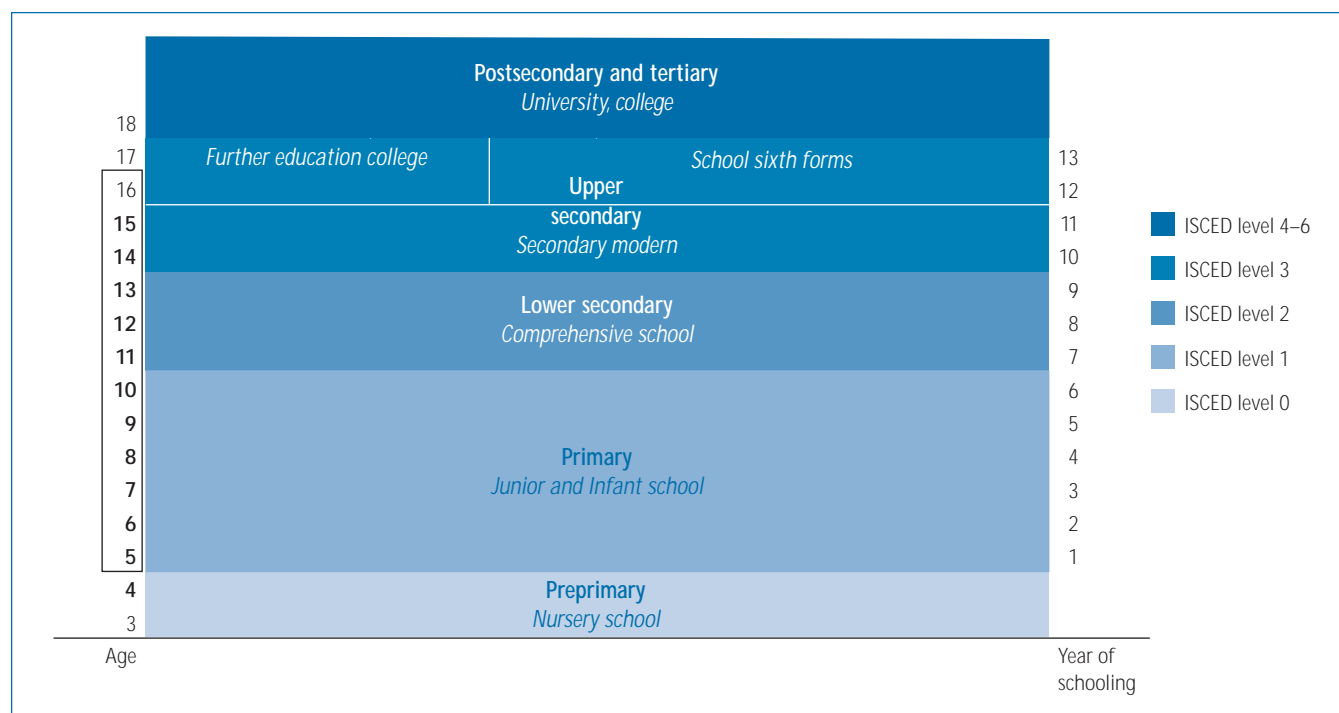 Postsecondary and tertiary
University, college
18
17
Further education college
School sixth forms
13
16
Upper
12
15
secondary
11
14
Secondary modern
10
13
9
12
Lower secondary
Comprehensive school
8
11
7
10
6
9
5
8
Primary
4
7
Junior and Infant school
3
6
2
5
1
4
Preprimary
3
Nursery school
Age
Year of
schooling
ISCED level 4–6
ISCED level 3
ISCED level 2
ISCED level 1
ISCED level 0